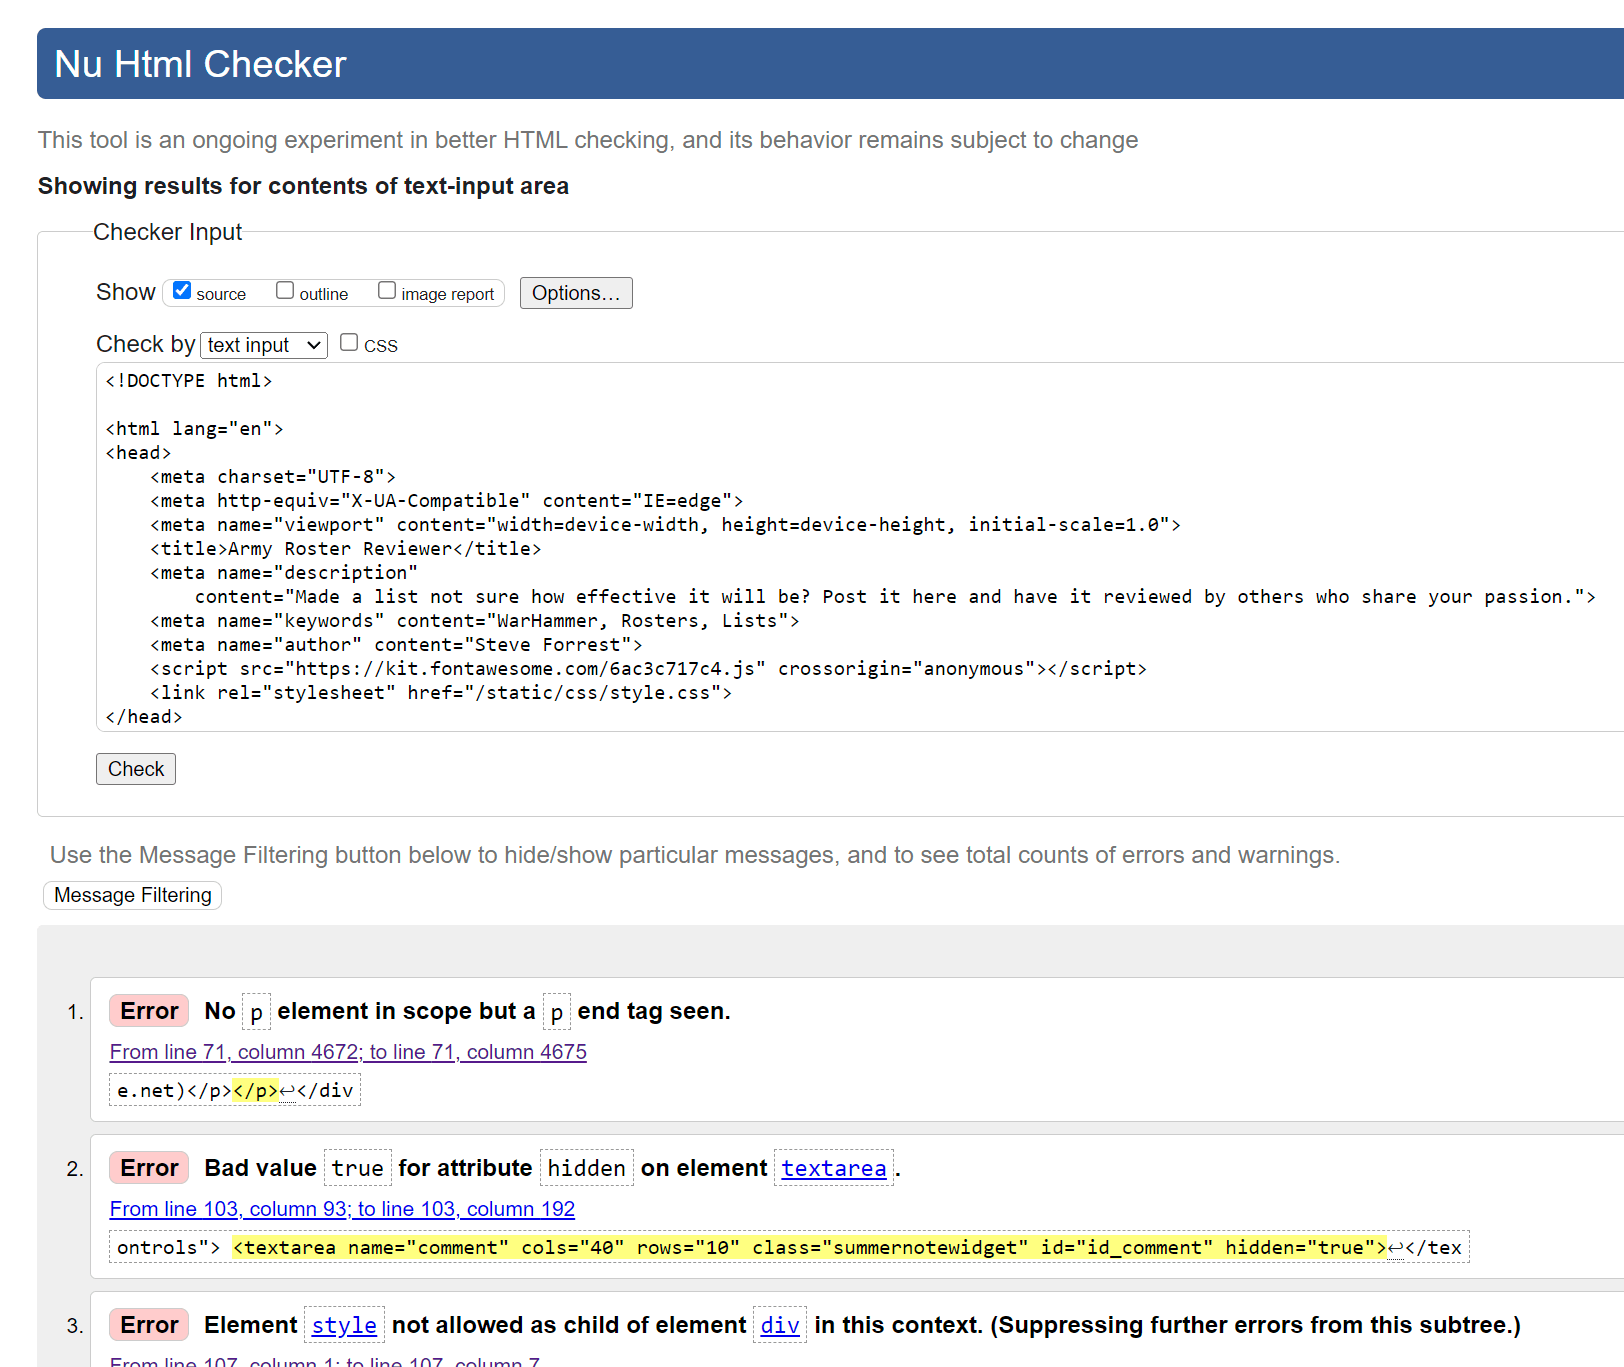 Nu Html Checker
This tool is an ongoing experiment in better HTML checking, and its behavior remains subject to change
Showing results for contents of text-input area
Checker Input
Show source outline image report Options...
Check by text input CSS
<!DOCTYPE html>
<html lang="en">
<head>
<meta charset="UTF-8">
<meta http-equiv="X-UA-Compatible" content="IE=edge">
<meta name="viewport" content="width=device-width, height=device-height, initial-scale=1.0">
<title>Army Roster Reviewer</title>
<meta name="description"
content="Made a list not sure how effective it will be? Post it here and have it reviewed by others who share your passion.">
<meta name="keywords" content="WarHammer, Rosters, Lists">
<meta name="author" content="Steve Forrest">
<script src="https://kit.fontawesome.com/6ac3c717c4.js" crossorigin="anonymous"></script>
<link rel="stylesheet" href="/static/css/style.css">
</head>
Check
Use the Message Filtering button below to hide/show particular messages, and to see total counts of errors and warnings.
Message Filtering
1. Error No p element in scope but a p end tag seen.
From line 71, column 4672; to line 71, column 4675
e.net)</p></p>↩</div
2. Error Bad value true for attribute hidden on element textarea.
From line 103, column 93; to line 103, column 192
ontrols"> <textarea name="comment" cols="40" rows="10" class="summernotewidget" id="id_comment" hidden="true">↩</tex
3. Error Element style not allowed as child of element div in this context. (Suppressing further errors from this subtree.)
From line 107, column 1; to line 107, column 7